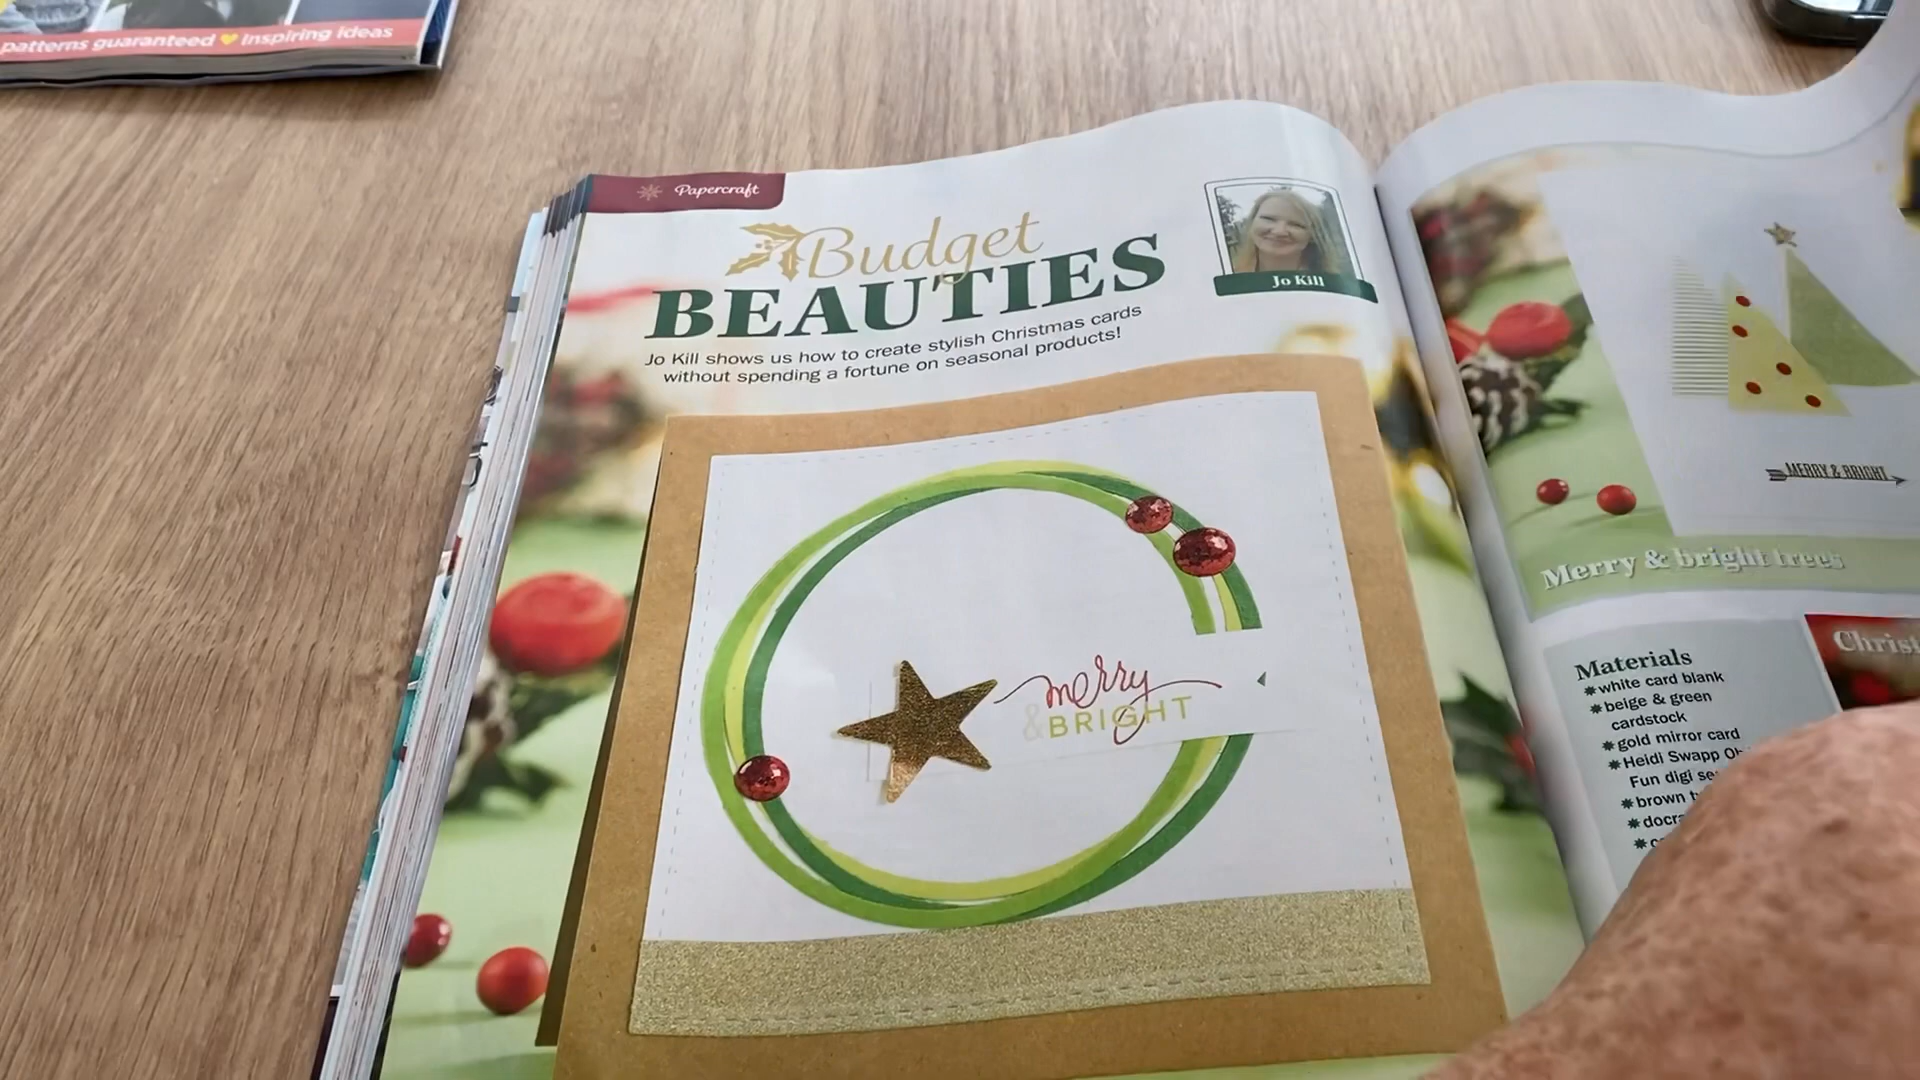 patterns guaranteed Inspiring ideas
Papercraft
Budget
BEAUTIES
Jo Kill shows us how to create stylish Christmas cards
without spending a fortune on seasonal products!
Jo Kill
merry
&BRIGHT
MERRY & BRIGHT
Merry & bright trees
Materials
white card blank
beige & green
cardstock
gold mirror card
Heidi Swapp
Fun digi
brown